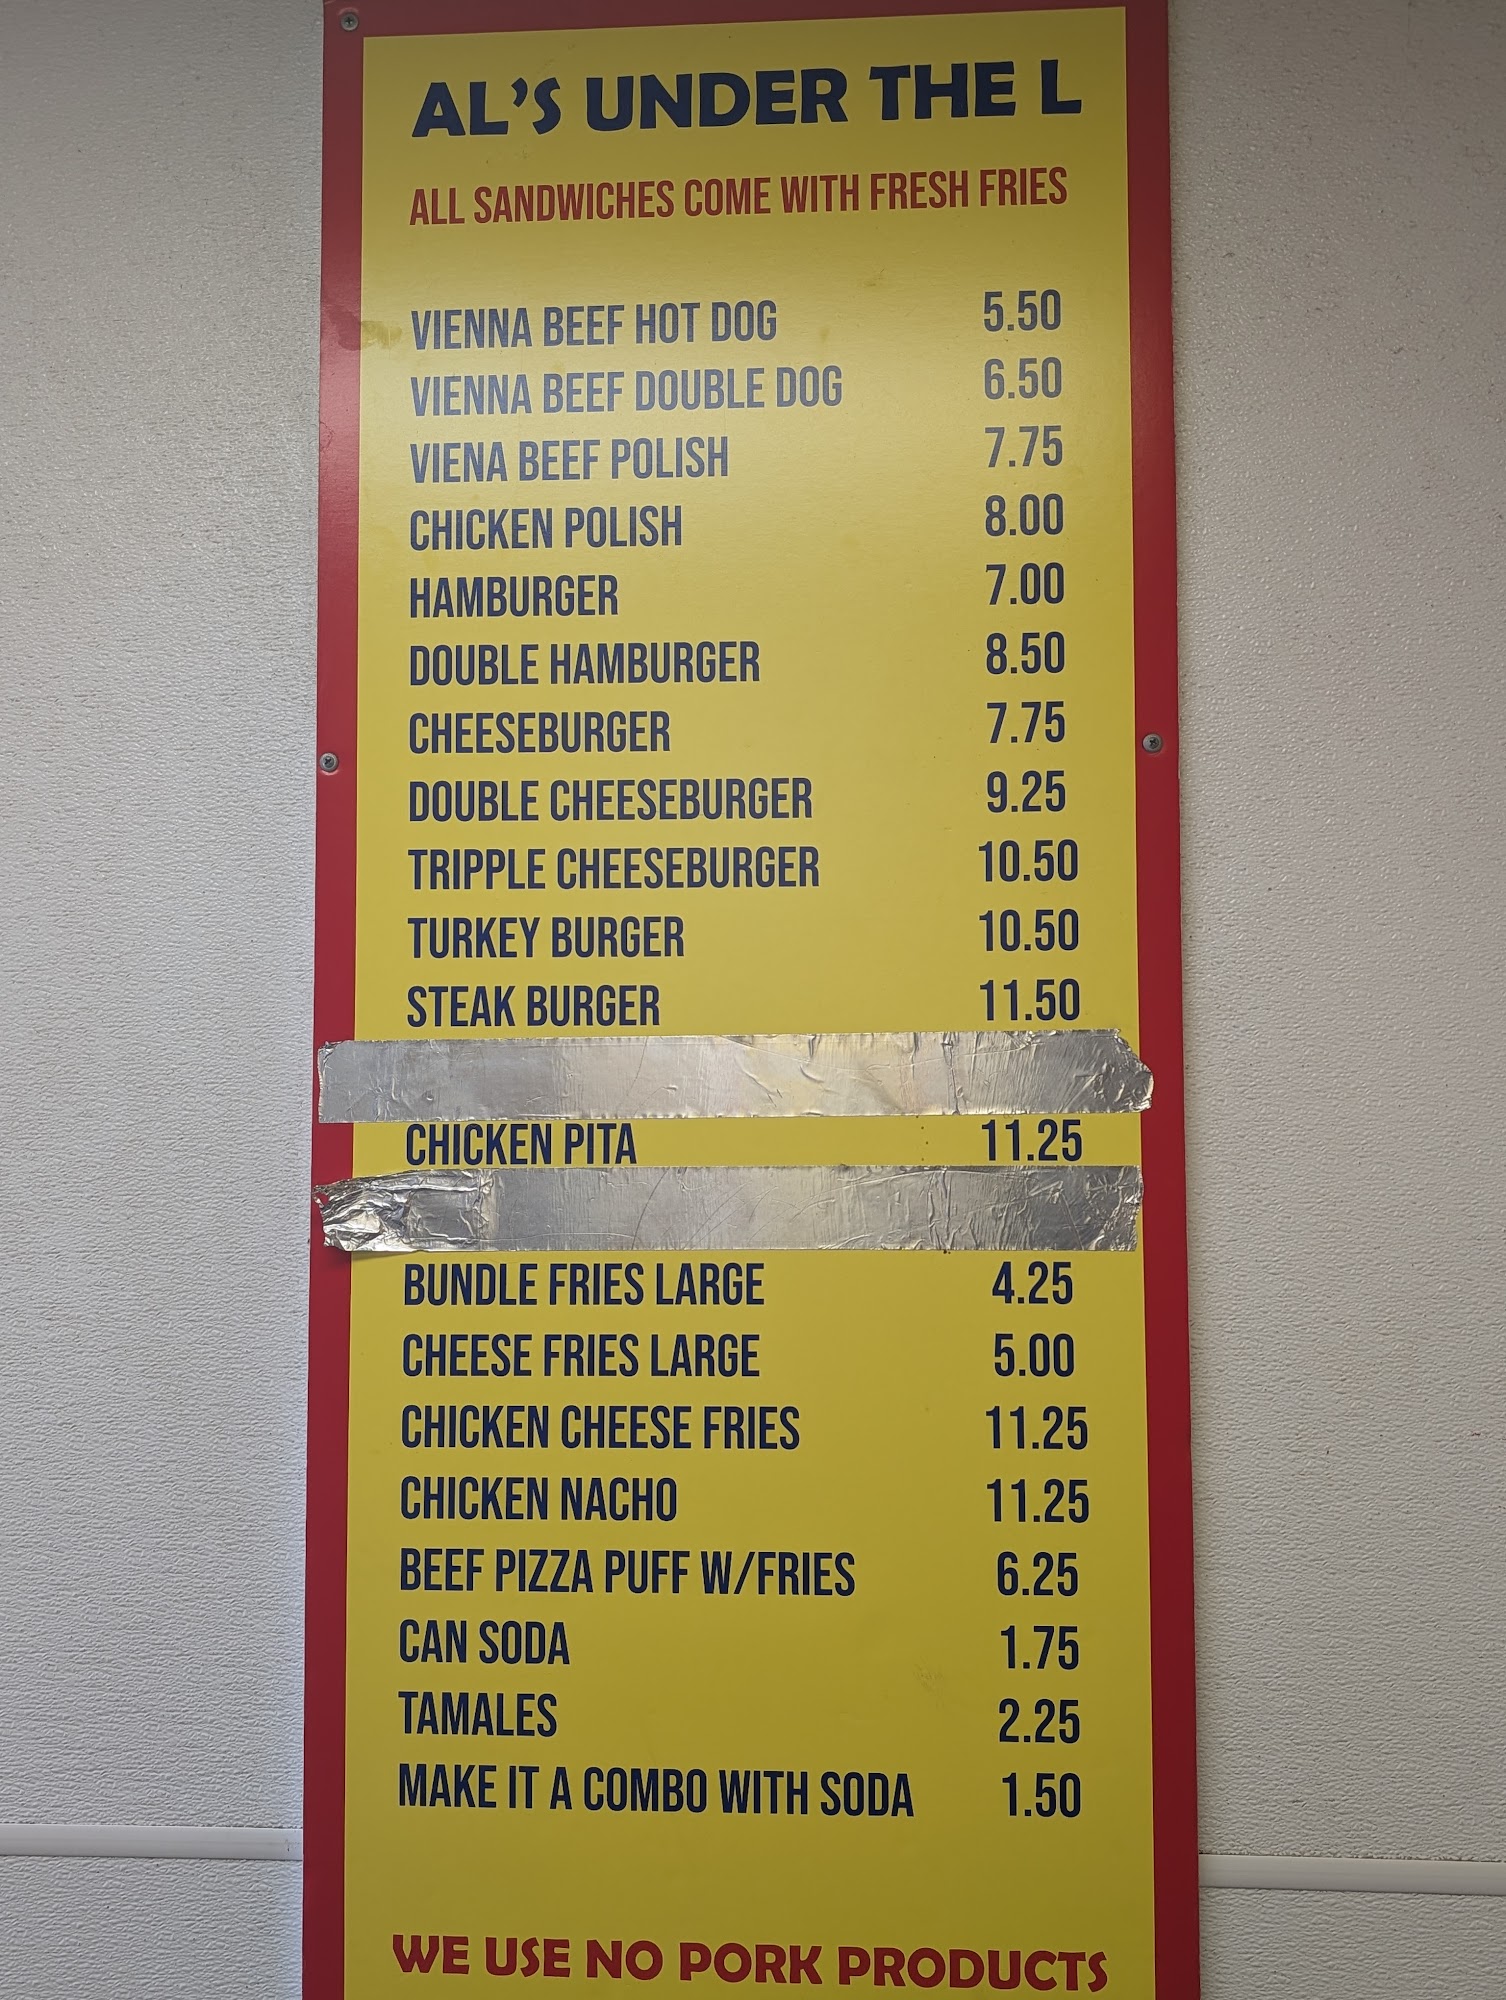 AL'S UNDER THE L
ALL SANDWICHES COME WITH FRESH FRIES
VIENNA BEEF HOT DOG 5.50
VIENNA BEEF DOUBLE DOG 6.50
VIENA BEEF POLISH 7.75
CHICKEN POLISH 8.00
HAMBURGER 7.00
DOUBLE HAMBURGER 8.50
CHEESEBURGER 7.75
DOUBLE CHEESEBURGER 9.25
TRIPPLE CHEESEBURGER 10.50
TURKEY BURGER 10.50
STEAK BURGER 11.50
CHICKEN PITA 11.25
BUNDLE FRIES LARGE 4.25
CHEESE FRIES LARGE 5.00
CHICKEN CHEESE FRIES 11.25
CHICKEN NACHO 11.25
BEEF PIZZA PUFF W/FRIES 6.25
CAN SODA 1.75
TAMALES 2.25
MAKE IT A COMBO WITH SODA 1.50
WE USE NO PORK PRODUCTS